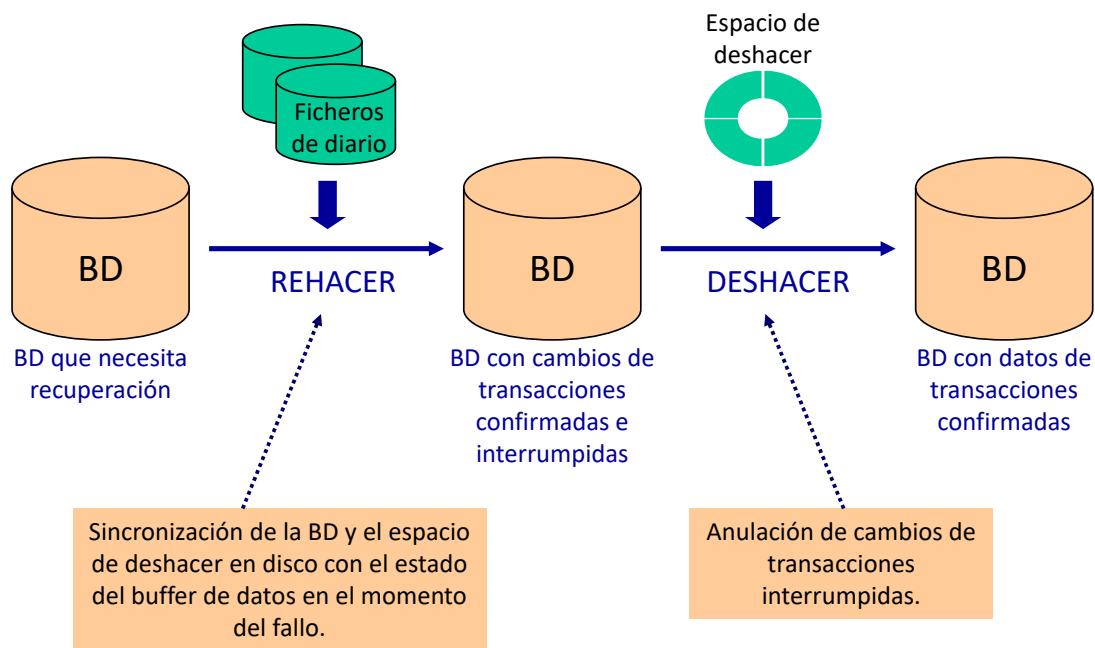 Espacio de
deshacer
Ficheros
de diario
BD
REHACER
BD
DESHACER
BD
BD que necesita
recuperación
BD con cambios de
transacciones
confirmadas e
interrumpidas
BD con datos de
transacciones
confirmadas
Sincronización de la BD y el espacio
de deshacer en disco con el estado
del buffer de datos en el momento
del fallo.
Anulación de cambios de
transacciones
interrumpidas.